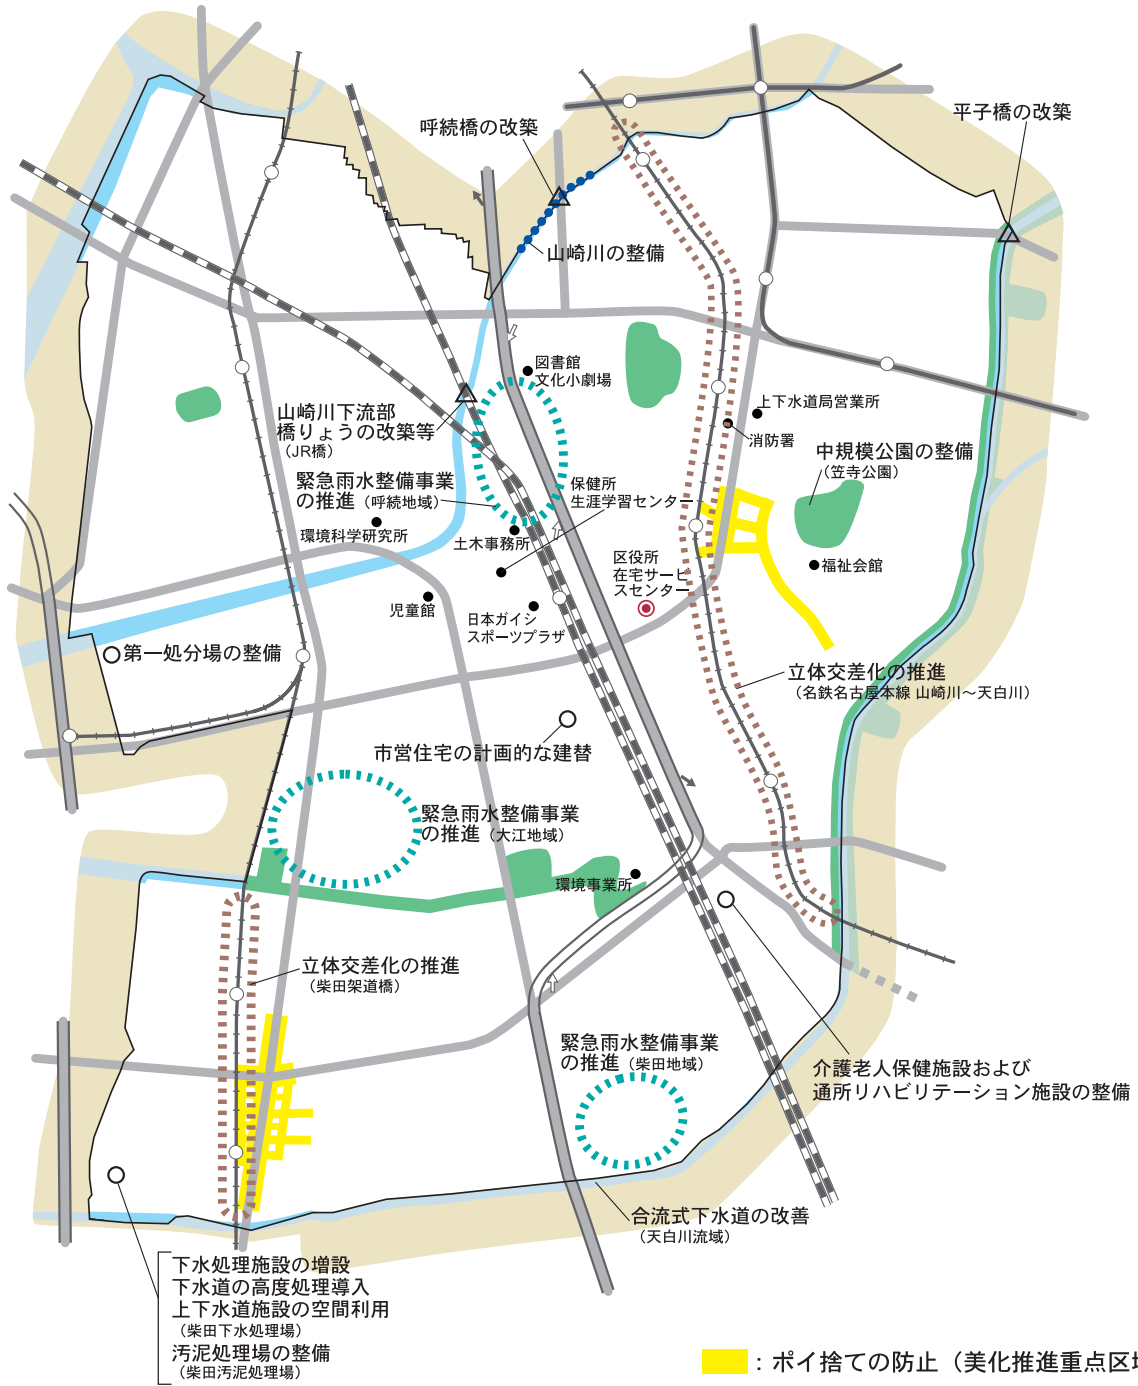 呼続橋の改築
平子橋の改築
山崎川の整備
図書館
文化小劇場
山崎川下流部
橋りょうの改築等
（JR橋）
上下水道局営業所
消防署
中規模公園の整備
（笠寺公園）
緊急雨水整備事業
の推進（呼続地域）
保健所
生涯学習センター
環境科学研究所
土木事務所
区役所
在宅サービ
スセンター
福祉会館
児童館
日本ガイシ
スポーツプラザ
第一処分場の整備
立体交差化の推進
（名鉄名古屋本線 山崎川～天白川）
市営住宅の計画的な建替
緊急雨水整備事業
の推進（大江地域）
環境事業所
立体交差化の推進
（柴田架道橋）
緊急雨水整備事業
の推進（柴田地域）
介護老人保健施設および
通所リハビリテーション施設の整備
合流式下水道の改善
（天白川流域）
下水処理施設の増設
下水道の高度処理導入
上下水道施設の空間利用
（柴田下水処理場）
汚泥処理場の整備
（柴田汚泥処理場）
：ポイ捨ての防止（美化推進重点区